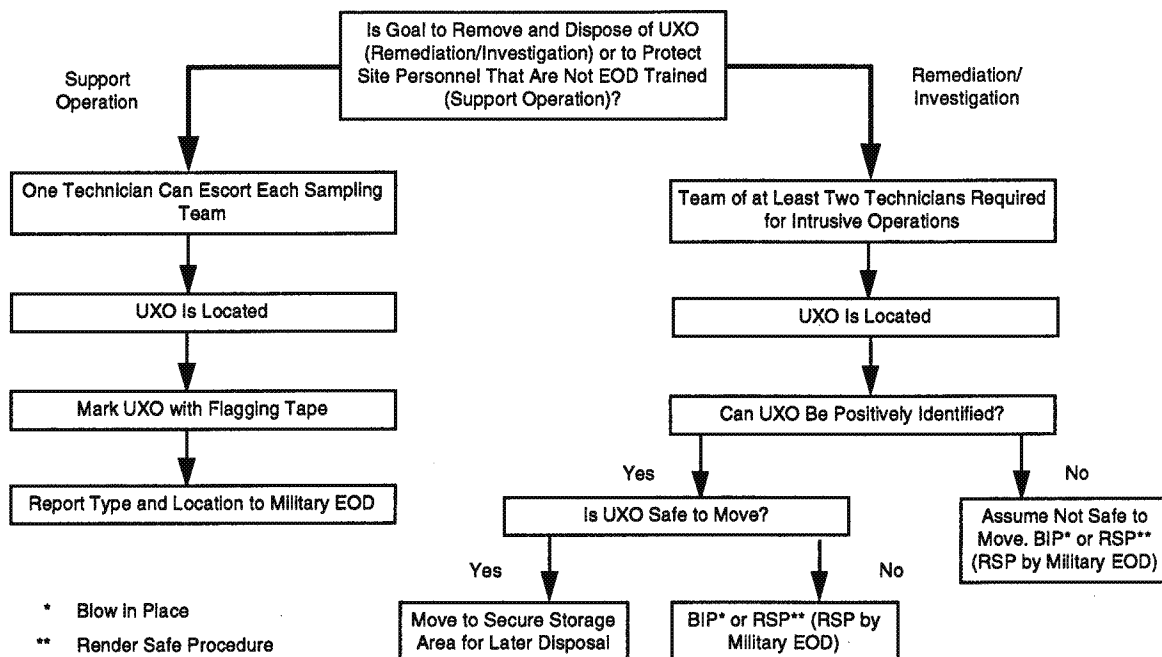 Is Goal to Remove and Dispose of UXO
(Remediation/Investigation) or to Protect
Site Personnel That Are Not EOD Trained
(Support Operation)?
Support
Operation
Remediation/
Investigation
One Technician Can Escort Each Sampling
Team
UXO Is Located
Mark UXO with Flagging Tape
Report Type and Location to Military EOD
Team of at Least Two Technicians Required
for Intrusive Operations
UXO Is Located
Can UXO Be Positively Identified?
Yes
No
Is UXO Safe to Move?
Assume Not Safe to
Move. BIP* or RSP**
(RSP by Military EOD)
Yes
No
Move to Secure Storage
Area for Later Disposal
BIP* or RSP** (RSP by
Military EOD)
* Blow in Place
** Render Safe Procedure